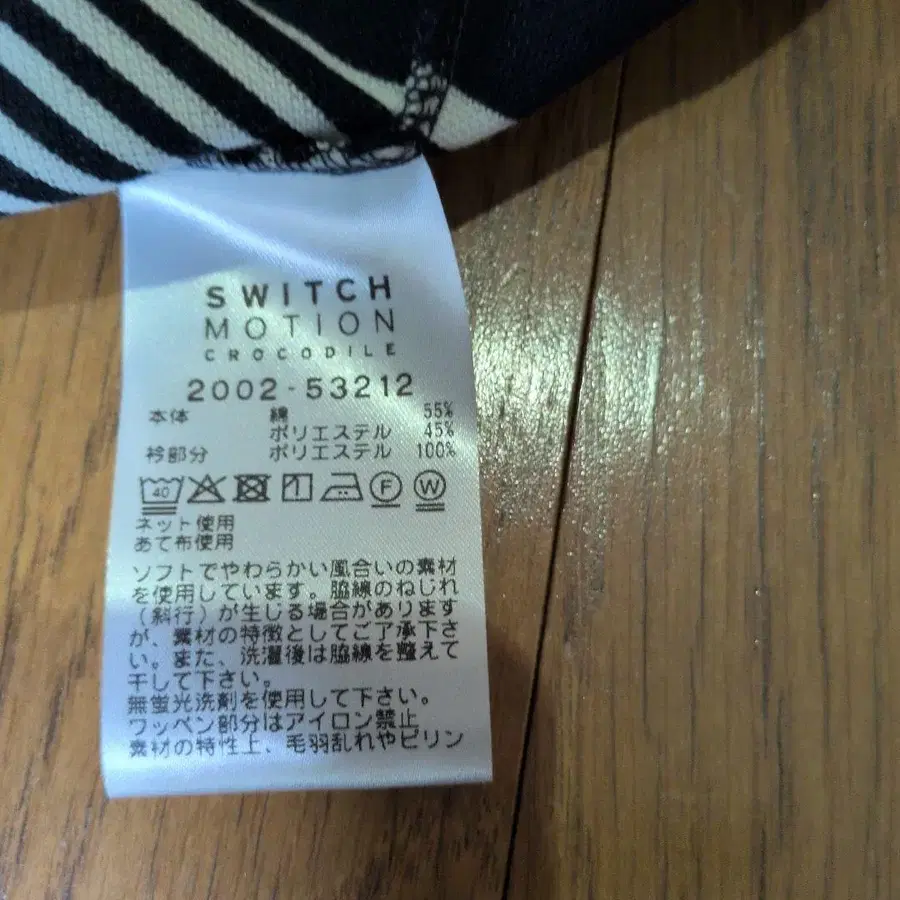 SWITCH
MOTION
CROCODILE
2002-53212
本体 綿 55%
ポリエステル 45%
衿部分 ポリエステル 100%
40 F W
ネット使用
あて布使用
ソフトでやわらかい風合いの素材
を使用しています。脇線のねじれ
（斜行）が生じる場合があります
が、素材の特徴としてご了承下さ
い。また、洗濯後は脇線を整えて
干して下さい。
無蛍光洗剤を使用して下さい。
ワッペン部分はアイロン禁止
素材の特性上、毛羽乱れやピリン